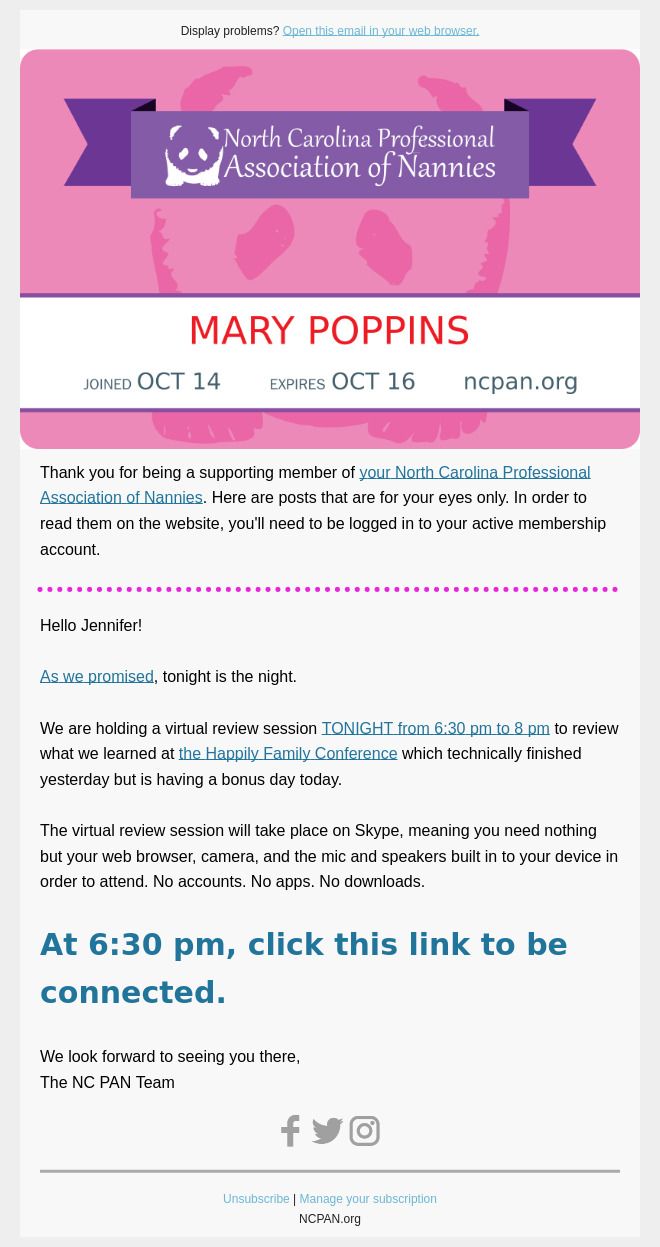 Display problems? Open this email in your web browser.
North Carolina Professional
Association of Nannies
MARY POPPINS
JOINED OCT 14 EXPIRES OCT 16 ncpan.org
Thank you for being a supporting member of your North Carolina Professional
Association of Nannies. Here are posts that are for your eyes only. In order to
read them on the website, you'll need to be logged in to your active membership
account.
Hello Jennifer!
As we promised, tonight is the night.
We are holding a virtual review session TONIGHT from 6:30 pm to 8 pm to review
what we learned at the Happily Family Conference which technically finished
yesterday but is having a bonus day today.
The virtual review session will take place on Skype, meaning you need nothing
but your web browser, camera, and the mic and speakers built in to your device in
order to attend. No accounts. No apps. No downloads.
At 6:30 pm, click this link to be
connected.
We look forward to seeing you there,
The NC PAN Team
Unsubscribe | Manage your subscription
NCPAN.org